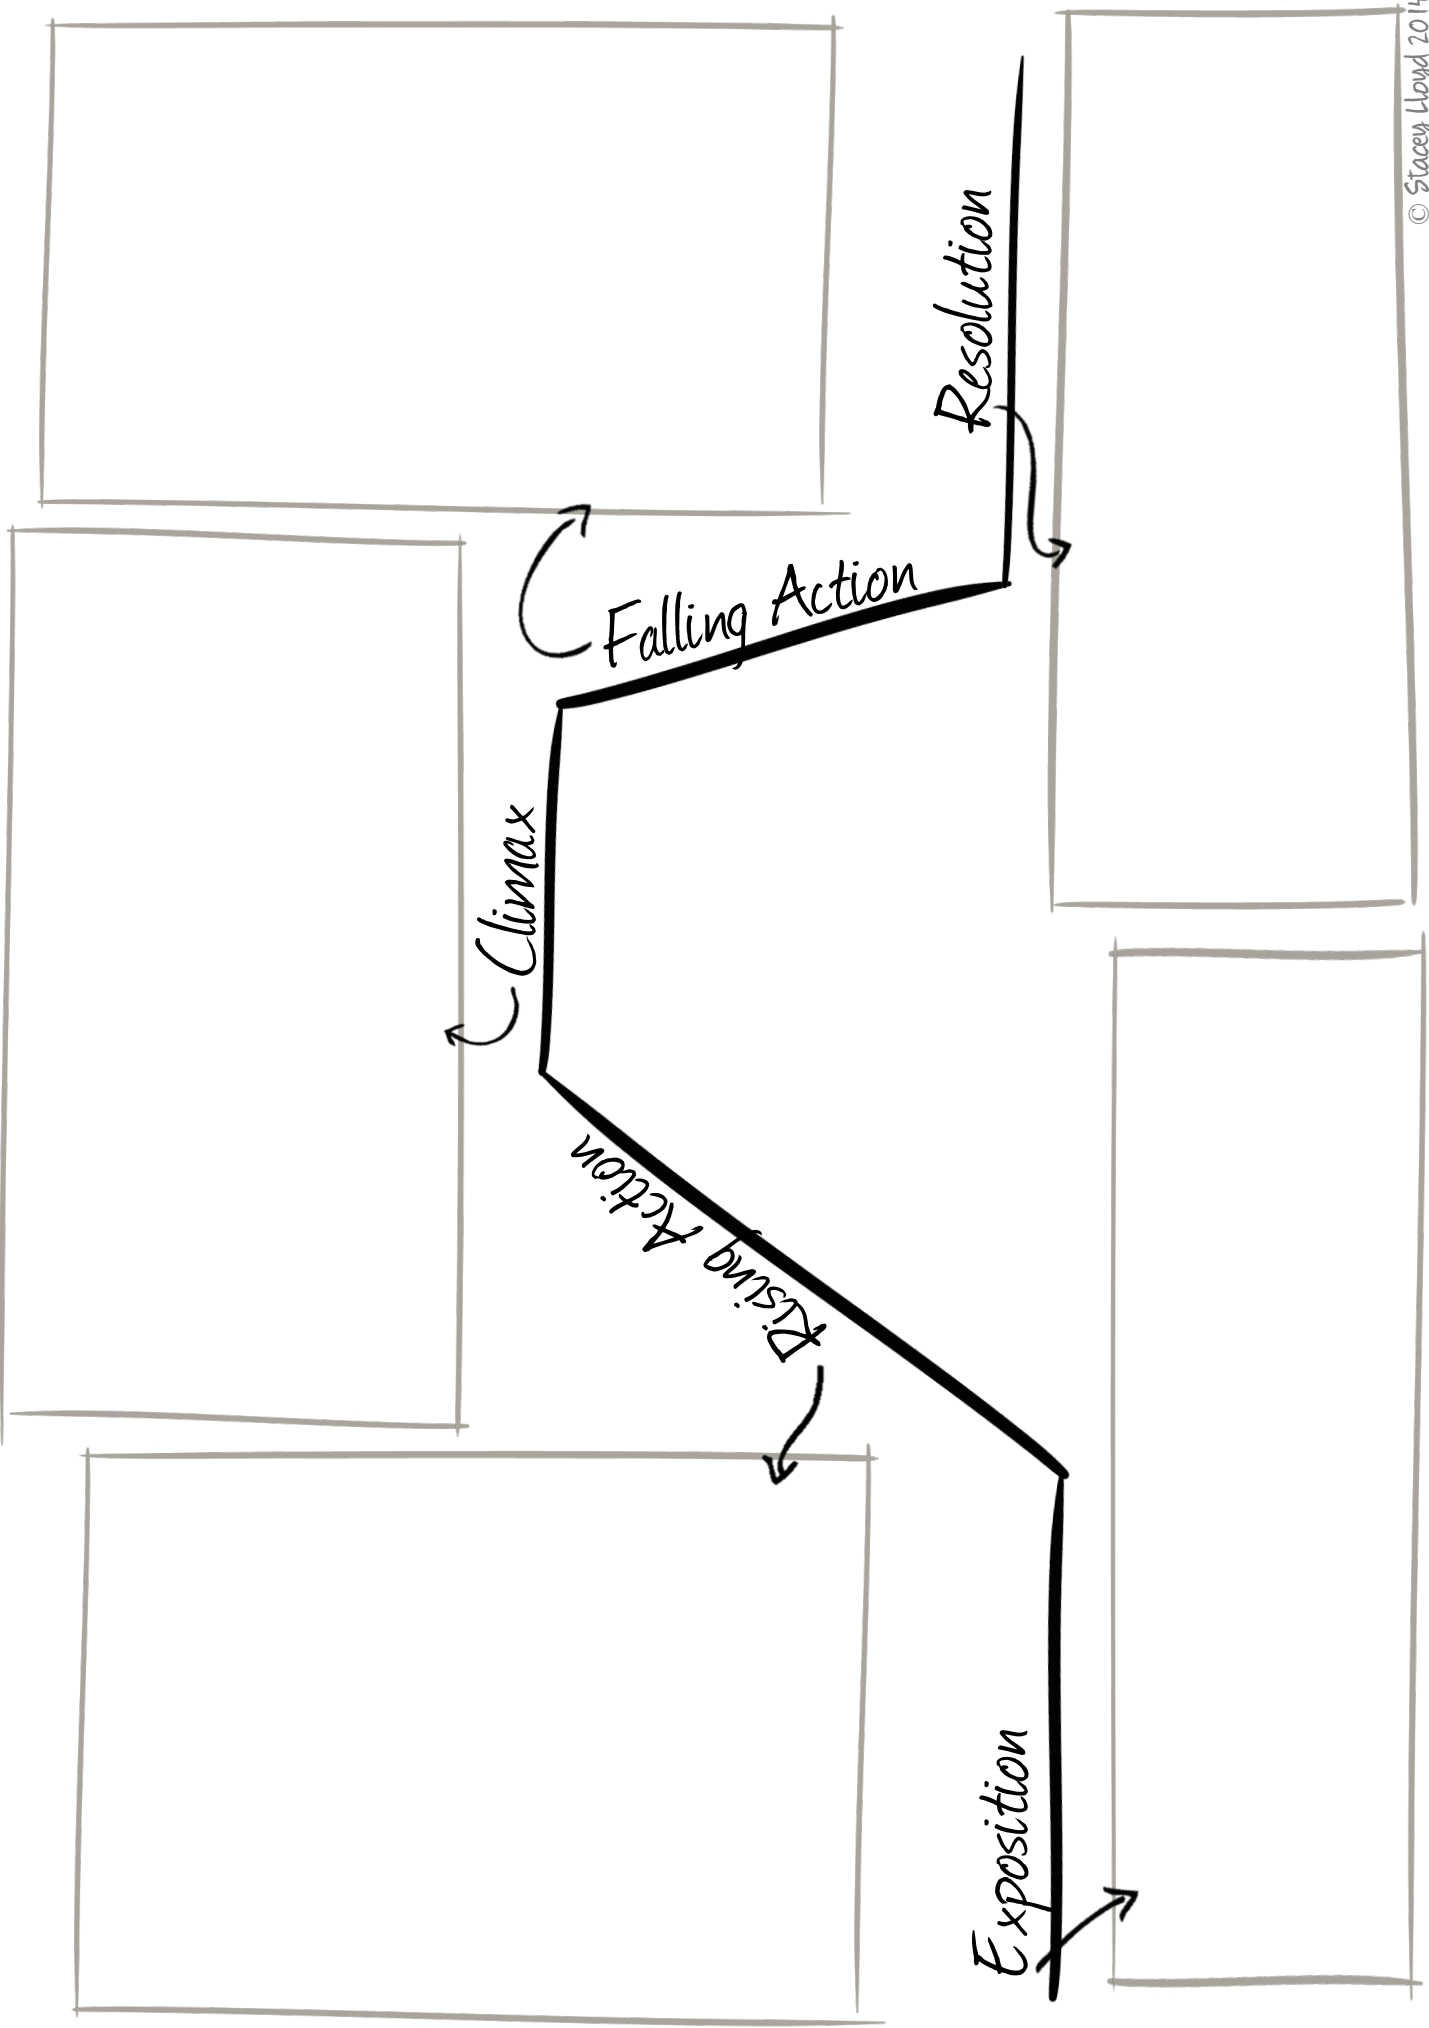 Exposition
Rising Action
Climax
Falling Action
Resolution
© Stacey Lloyd 2014